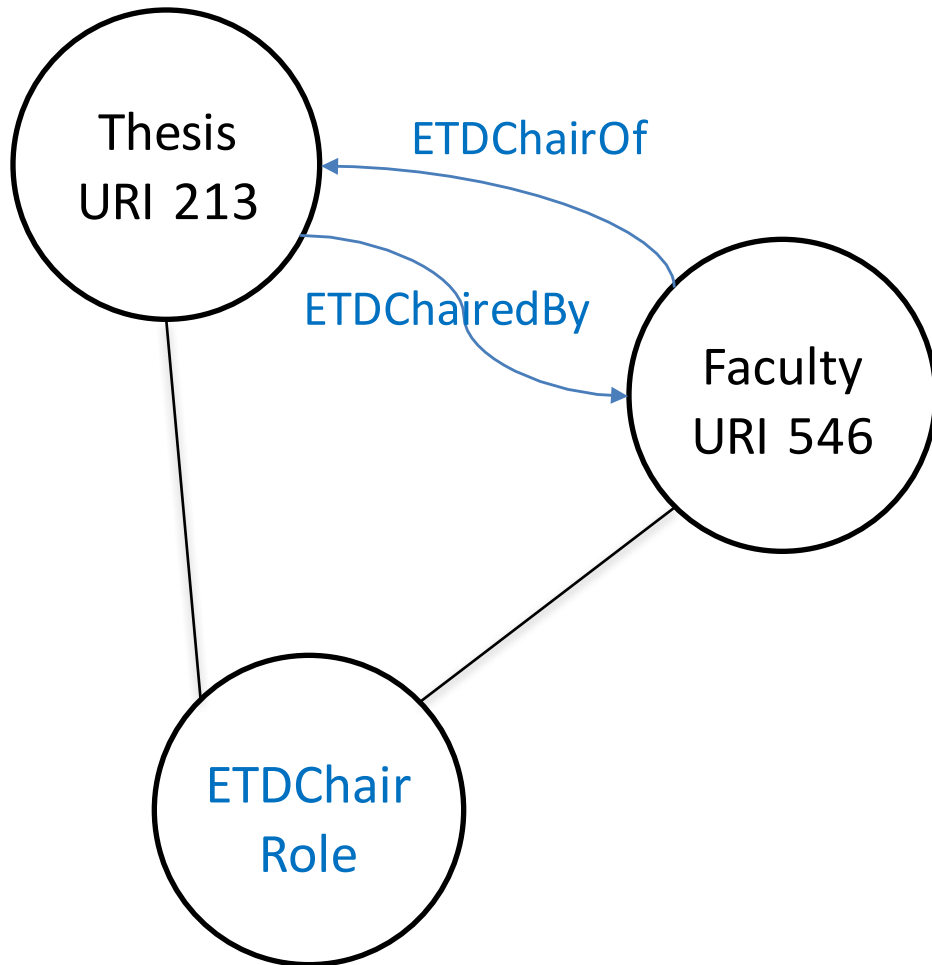 Thesis
URI 213
ETDChairOf
ETDChairedBy
Faculty
URI 546
ETDChair
Role